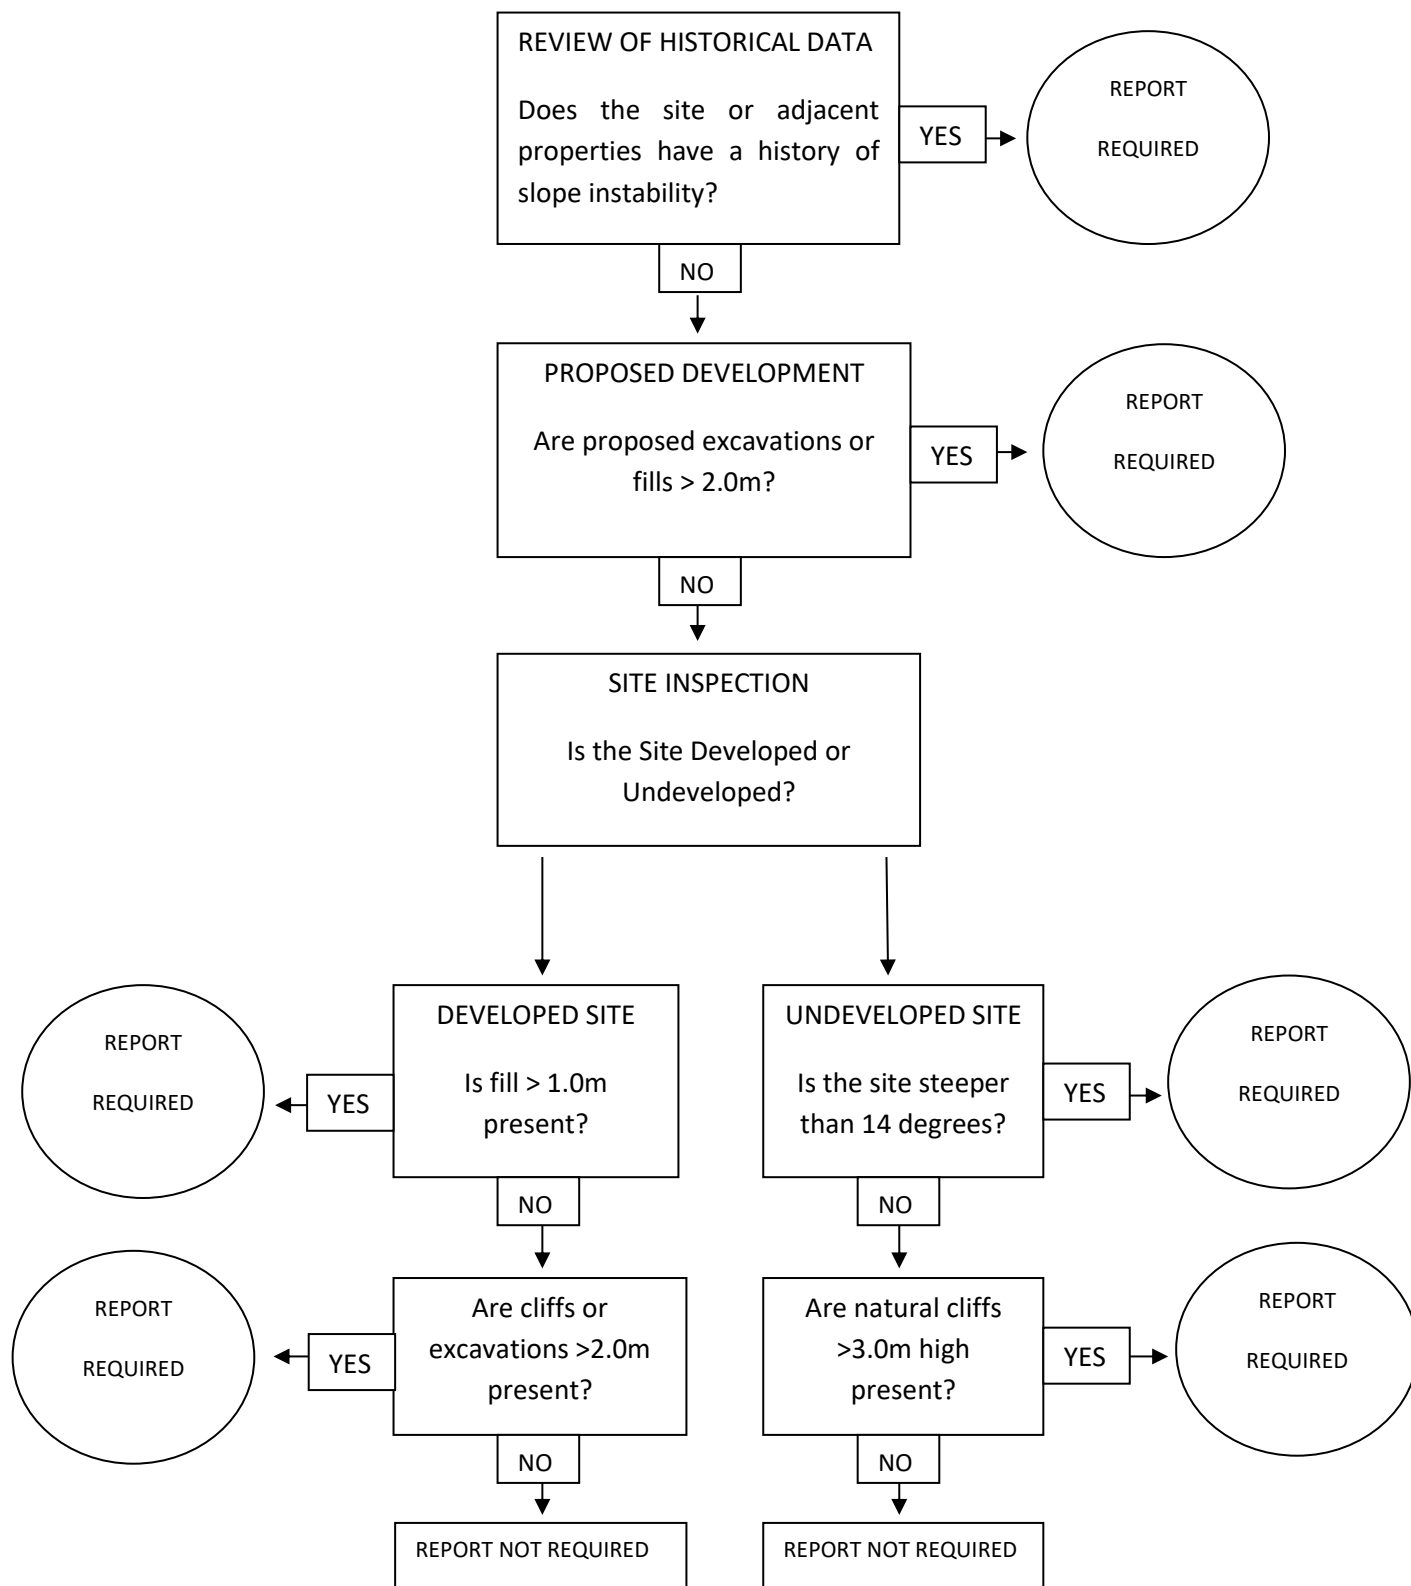 REVIEW OF HISTORICAL DATA
Does the site or adjacent
properties have a history of
slope instability?
YES
REPORT
REQUIRED
NO
PROPOSED DEVELOPMENT
Are proposed excavations or
fills > 2.0m?
YES
REPORT
REQUIRED
NO
SITE INSPECTION
Is the Site Developed or
Undeveloped?
DEVELOPED SITE
Is fill > 1.0m
present?
YES
REPORT
REQUIRED
NO
Are cliffs or
excavations >2.0m
present?
YES
REPORT
REQUIRED
NO
REPORT NOT REQUIRED
UNDEVELOPED SITE
Is the site steeper
than 14 degrees?
YES
REPORT
REQUIRED
NO
Are natural cliffs
>3.0m high
present?
YES
REPORT
REQUIRED
NO
REPORT NOT REQUIRED